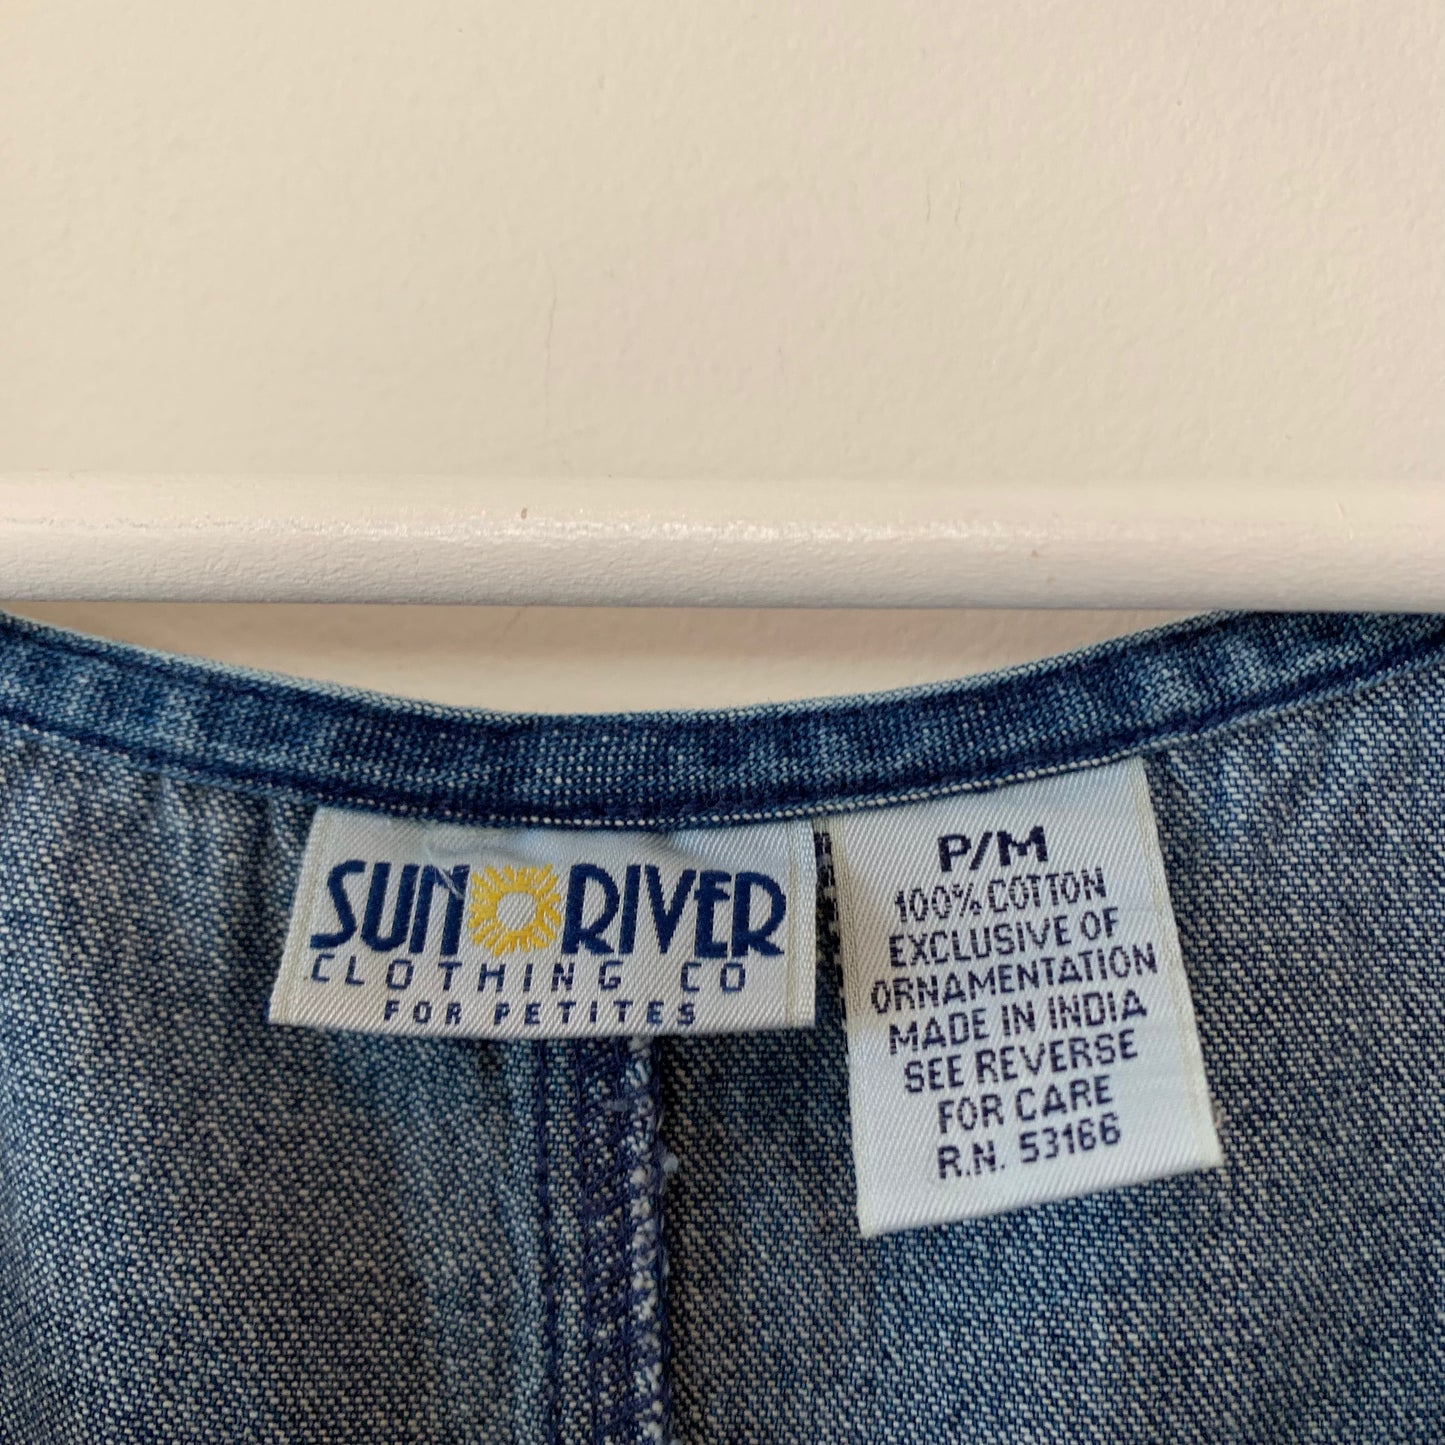 SUN RIVER
CLOTHING CO
FOR PETITES
P/M
100% COTTON
EXCLUSIVE OF
ORNAMENTATION
MADE IN INDIA
SEE REVERSE
FOR CARE
R.N. 53166